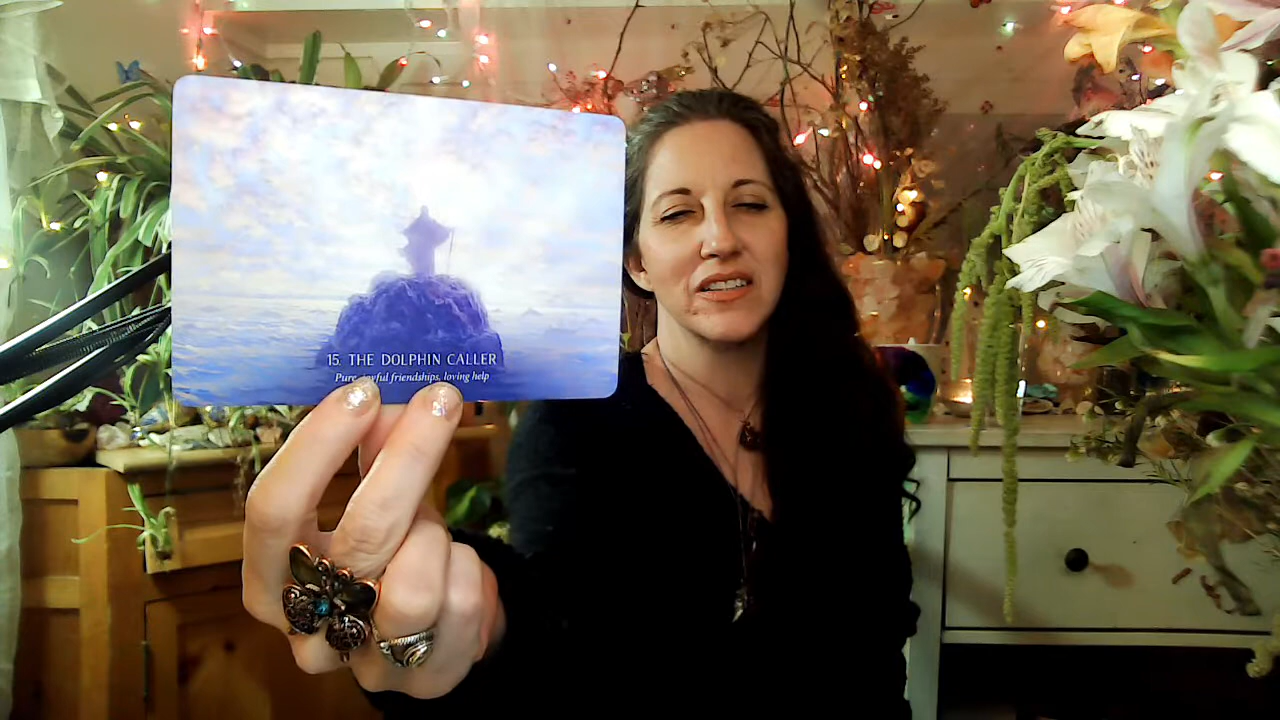 15. THE DOLPHIN CALLER
Pure, joyful friendships, loving help